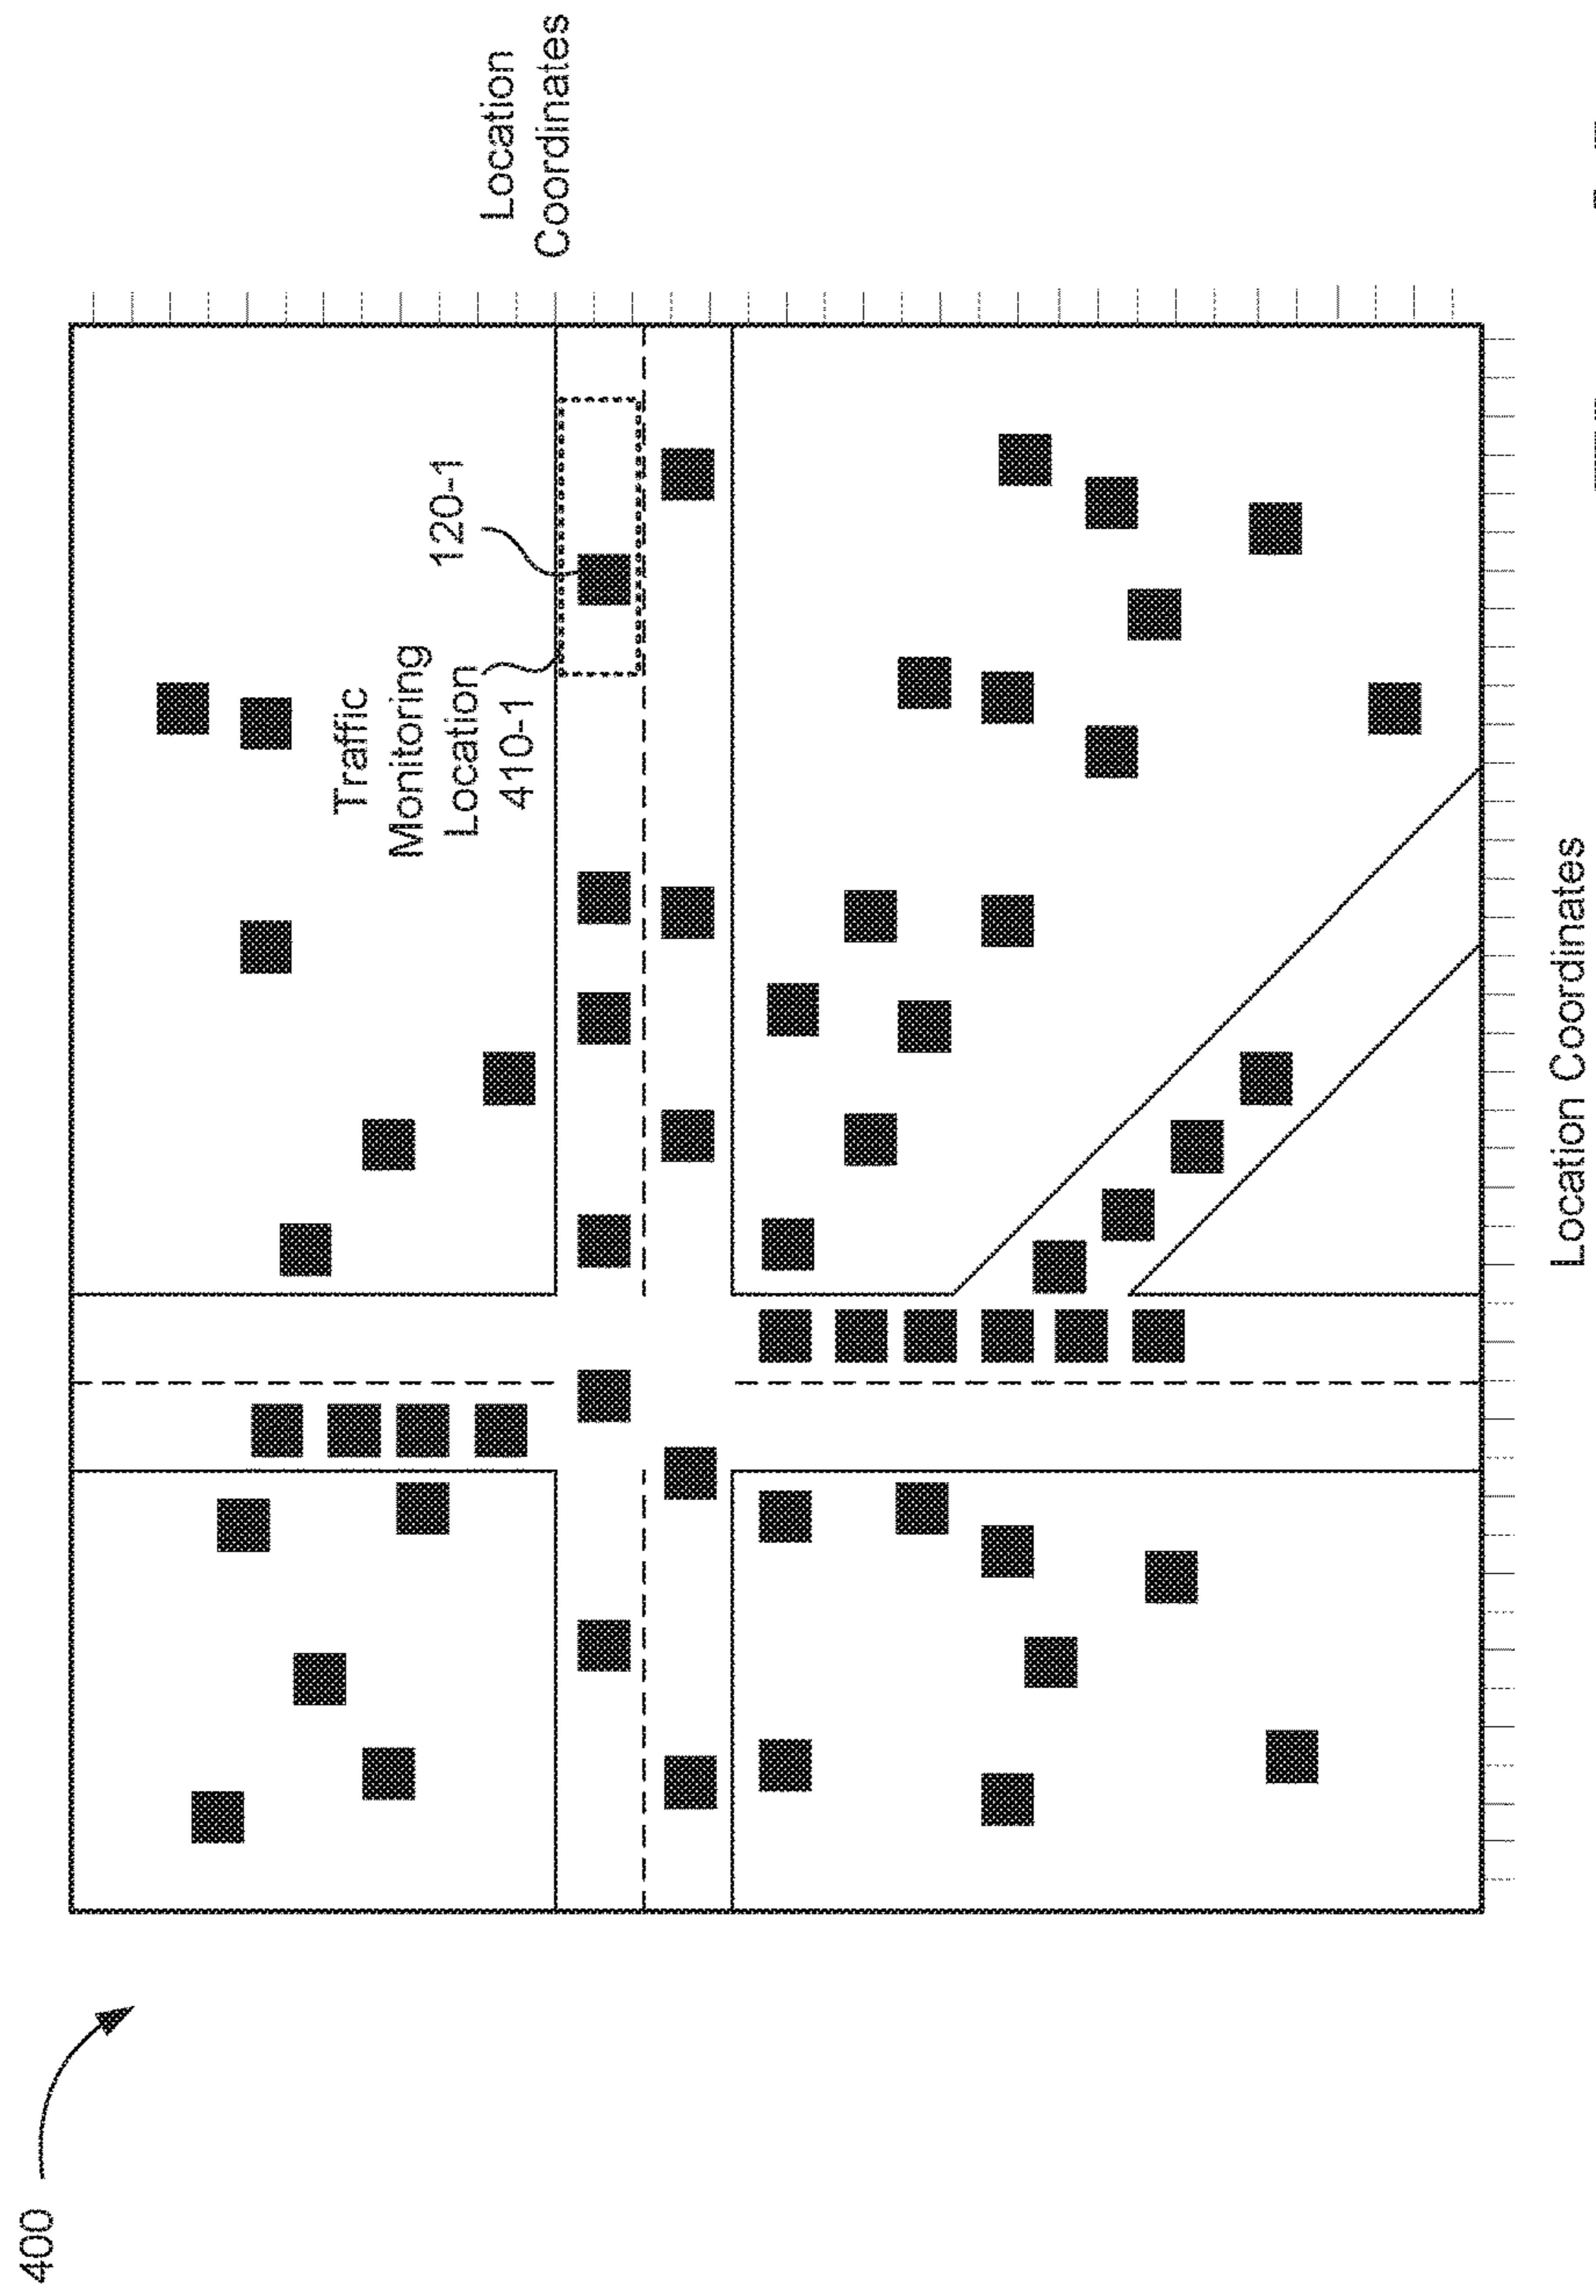 400
Traffic
Monitoring
Location
410-1
120-1
Location
Coordinates
Location Coordinates